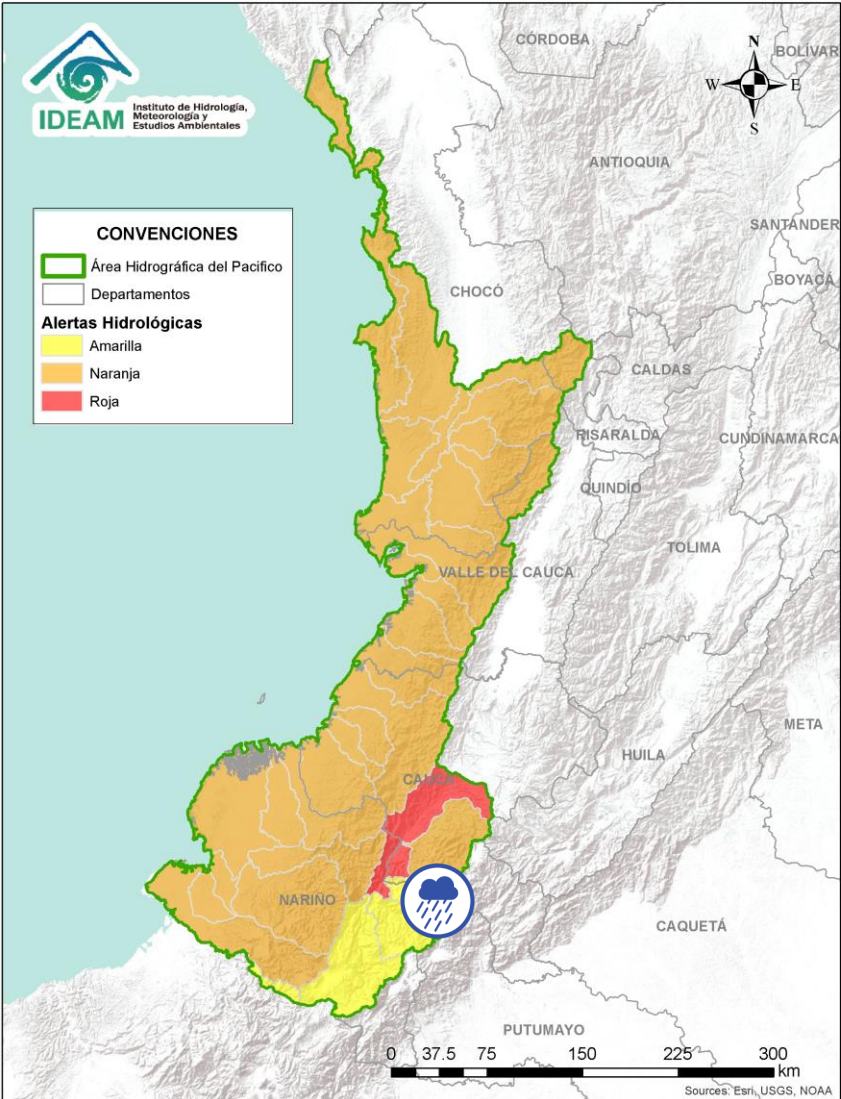 IDEAM
Instituto de Hidrología,
Meteorología y
Estudios Ambientales
N
W
E
S
CÓRDOBA
BOLÍVAR
ANTIOQUIA
SANTANDER
BOYACÁ
CHOCÓ
CONVENCIONES
Área Hidrográfica del Pacifico
Departamentos
Alertas Hidrológicas
Amarilla
Naranja
Roja
CALDAS
RISARALDA
CUNDINAMARCA
QUINDÍO
TOLIMA
VALLE DEL CAUCA
META
HUILA
CAUCA
NARIÑO
CAQUETÁ
PUTUMAYO
0 37.5 75 150 225 300
km
Sources: Esri, USGS, NOAA